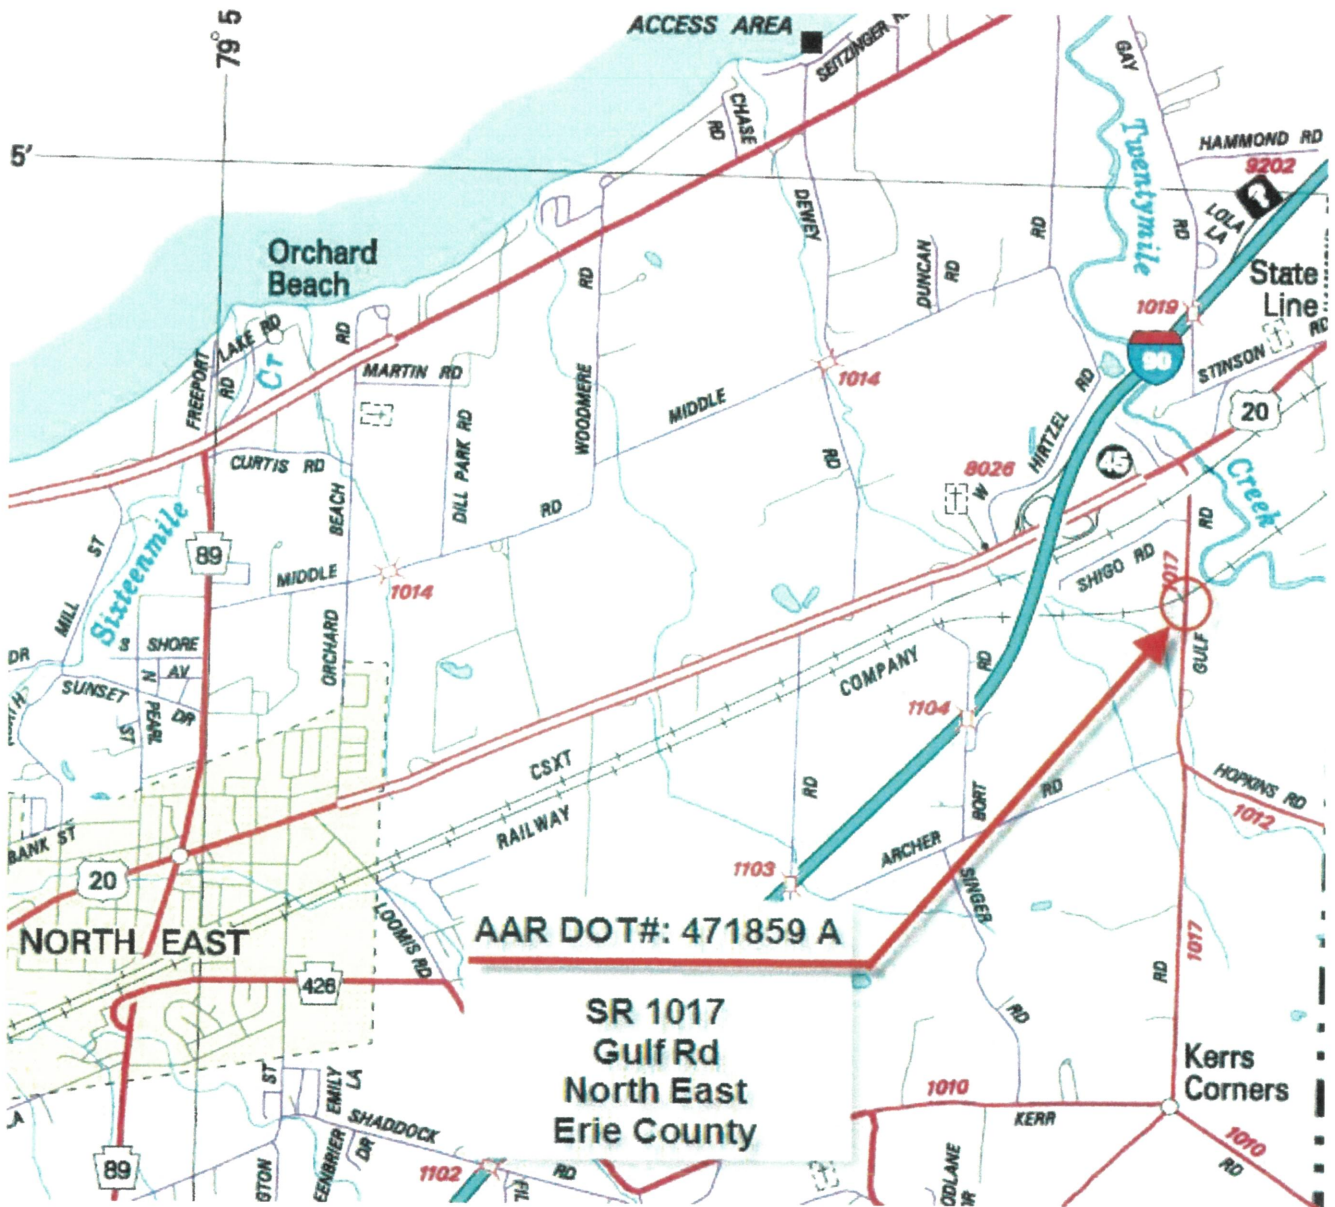 79° 5
ACCESS AREA
SEITZINGER
GAY
CHASE
RD
Twentymile
HAMMOND RD
9202
?
5'
DEWEY
LOLA
LA
RD
RD
Orchard
Beach
RD
DUNCAN
RD
State
Line
1019
LAKE RD
RD
90
RD
FREEPORT
RD
MARTIN RD
1014
STINSON
20
WOODMERE
MIDDLE
RD
HIRTZEL
DILL PARK RD
CURTIS RD
RD
8026
W
45
Creek
BEACH
RD
RD
Sixteenmile
ST
89
MIDDLE
1014
SHIGO RD
1017
MILL
S SHORE
AV
N
PEARL
ST
DR
SUNSET
DR
ORCHARD
COMPANY
RD
GULF
1104
CSXT
RAILWAY
RD
BORT
RD
HOPKINS RD
1012
BANK ST
ARCHER
20
1103
SINGER
LOOMIS RD
NORTH EAST
426
AAR DOT#: 471859 A
1017
RD
RD
SR 1017
Gulf Rd
North East
Erie County
Kerrs
Corners
ST
EMILY
LA
1010
KERR
SHADDOCK
DR
1010
RD
89
1102
RD